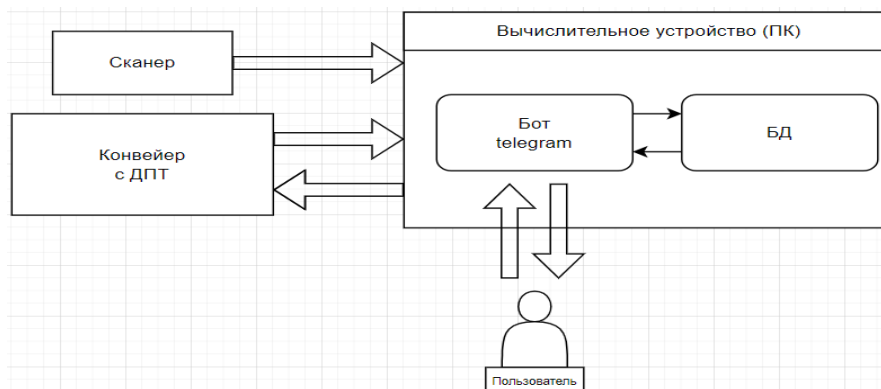 Вычислительное устройство (ПК)
Сканер
Бот
telegram
БД
Конвейер
с ДПТ
Пользователь